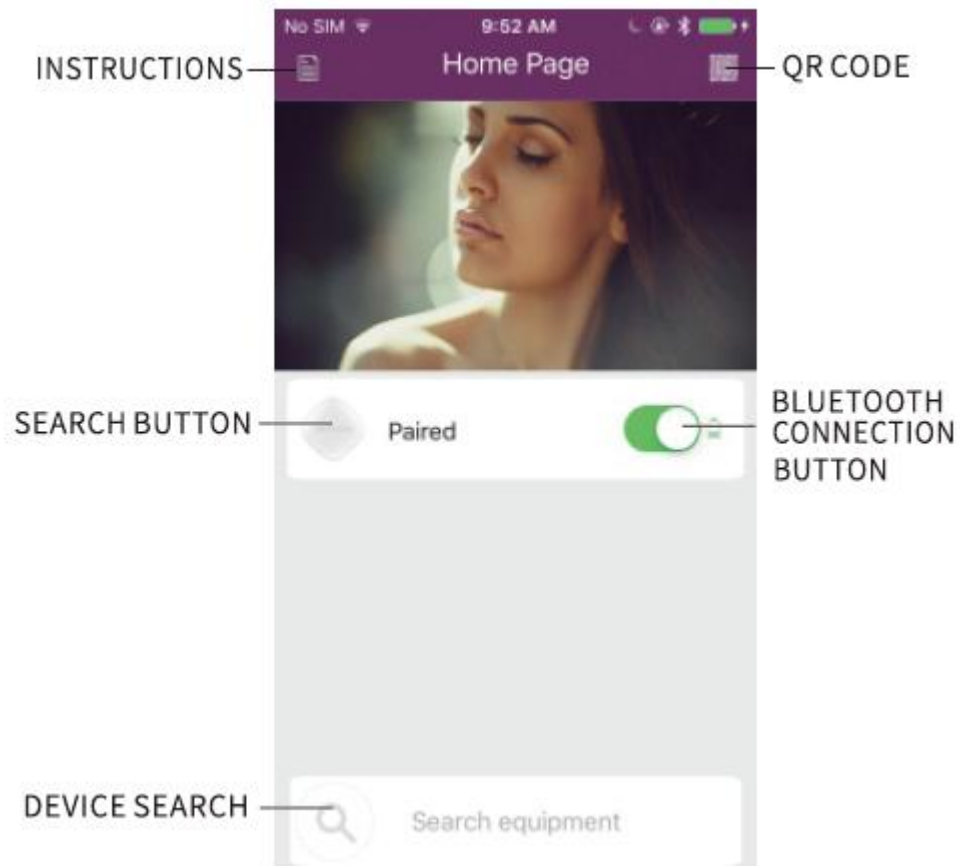 No SIM 9:52 AM
INSTRUCTIONS Home Page QR CODE
SEARCH BUTTON Paired BLUETOOTH
CONNECTION
BUTTON
DEVICE SEARCH Search equipment